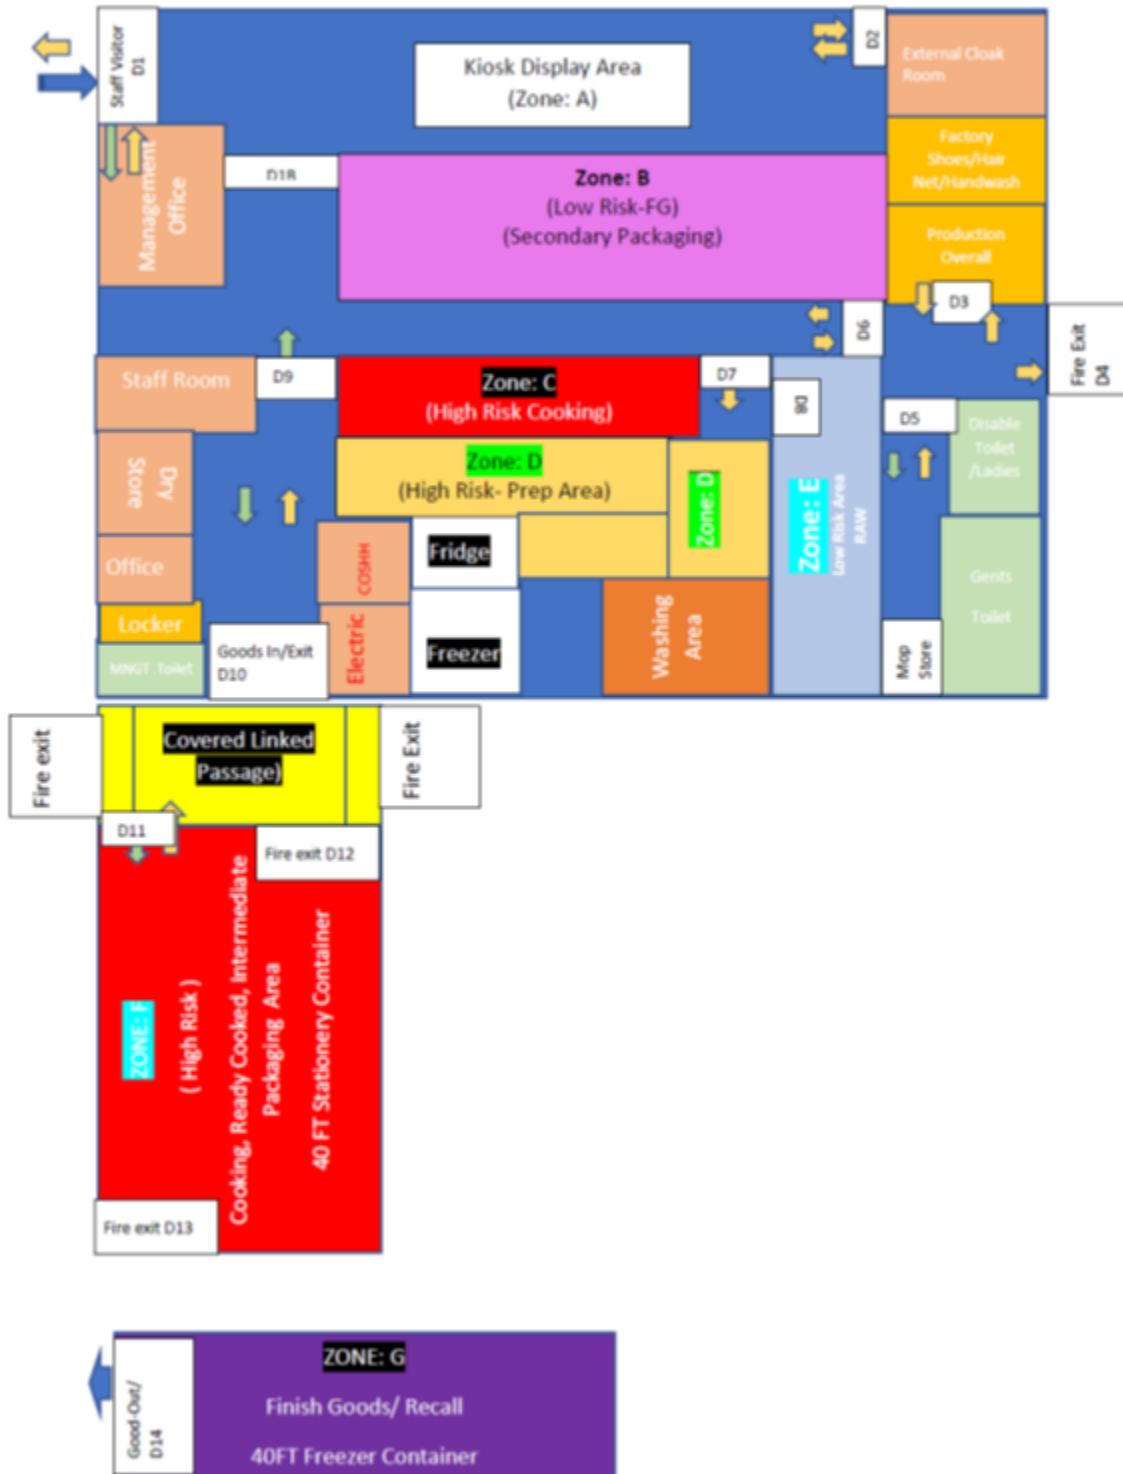 Staff Visitor
D1
Kiosk Display Area
(Zone: A)
D2
External Cloak
Room
Management
Office
D1R
Zone: B
(Low Risk-FG)
(Secondary Packaging)
Factory
Shoes/Hair
Net/Handwash
Production
Overall
D3
D6
Fire Exit
D4
Staff Room
D9
Zone: C
(High Risk Cooking)
D7
D8
D5
Disable
Toilet
/Ladies
Dry
Store
Zone: D
(High Risk- Prep Area)
Zone: D
Zone: E
Low Risk Area
RAW
Office
COSHH
Fridge
Gents
Toilet
Locker
MNGT .Toilet
Goods In/Exit
D10
Electric
Freezer
Washing
Area
Mop
Store
Fire exit
Covered Linked
Passage)
Fire Exit
D11
Fire exit D12
ZONE: F
( High Risk )
Cooking, Ready Cooked, Intermediate
Packaging Area
40 FT Stationery Container
Fire exit D13
Good-Out/
D14
ZONE: G
Finish Goods/ Recall
40FT Freezer Container